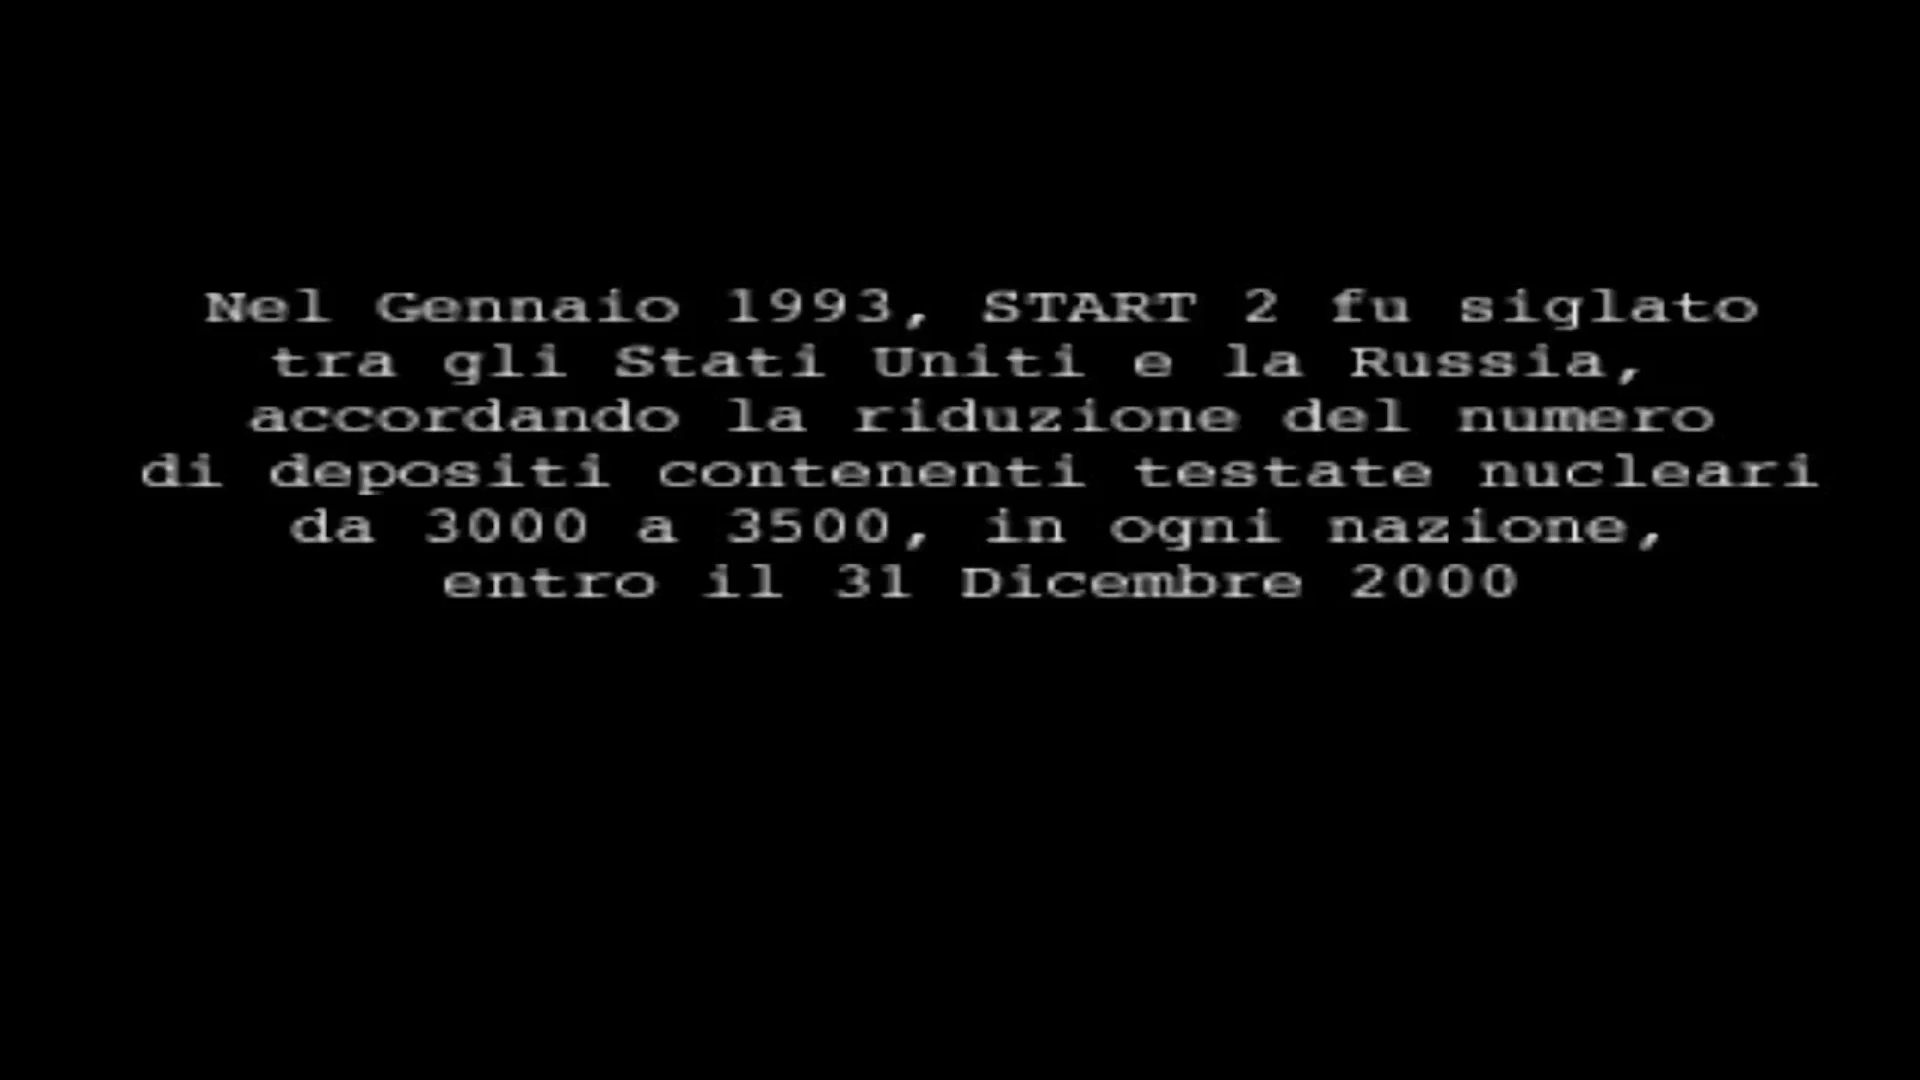 Nel Gennaio 1993, START 2 fu siglato
tra gli Stati Uniti e la Russia,
accordando la riduzione del numero
di depositi contenenti testate nucleari
da 3000 a 3500, in ogni nazione,
entro il 31 Dicembre 2000